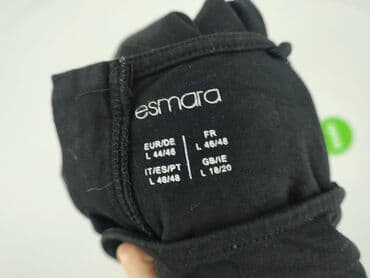 esmara
EUR/DE
L 44/46
FR
L 46/48
IT/ES/PT
L 46/48
GB/IE
L 18/20